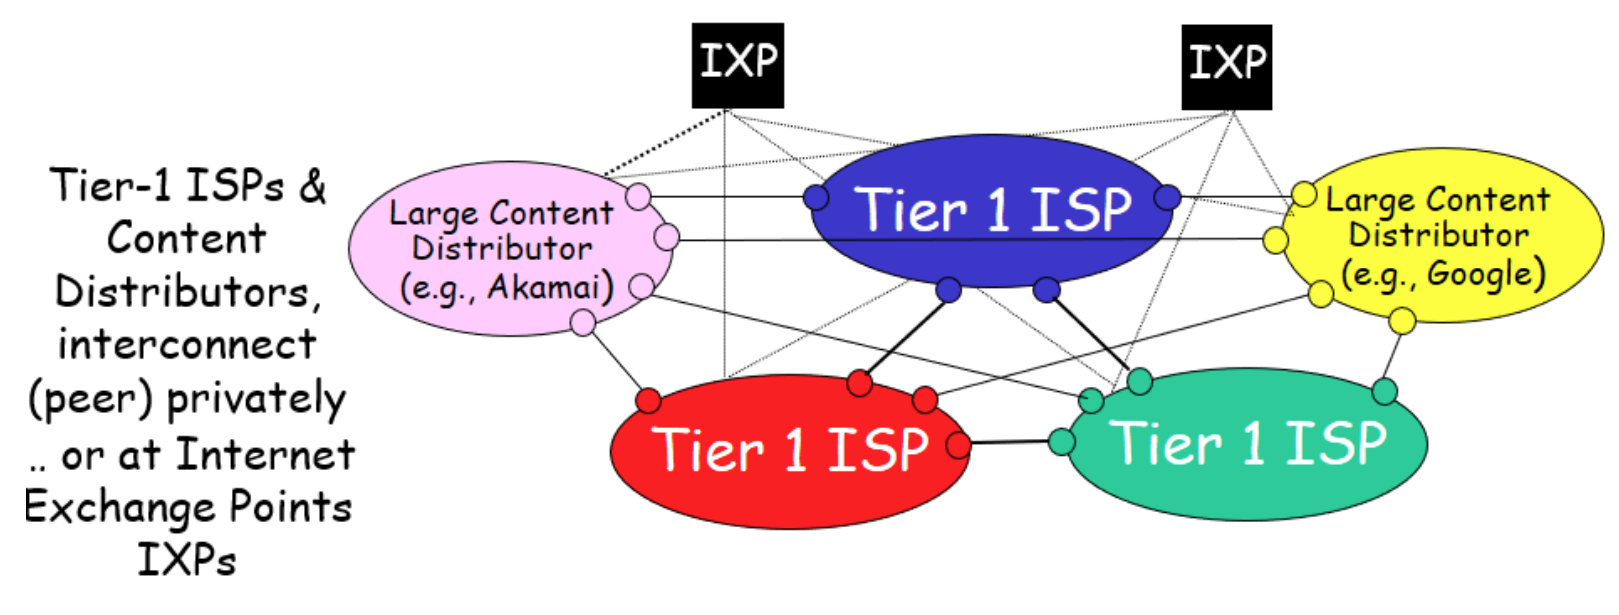 IXP
IXP
Tier-1 ISPs &
Content
Distributors,
interconnect
(peer) privately
.. or at Internet
Exchange Points
IXPs
Large Content
Distributor
(e.g., Akamai)
Tier 1 ISP
Large Content
Distributor
(e.g., Google)
Tier 1 ISP
Tier 1 ISP